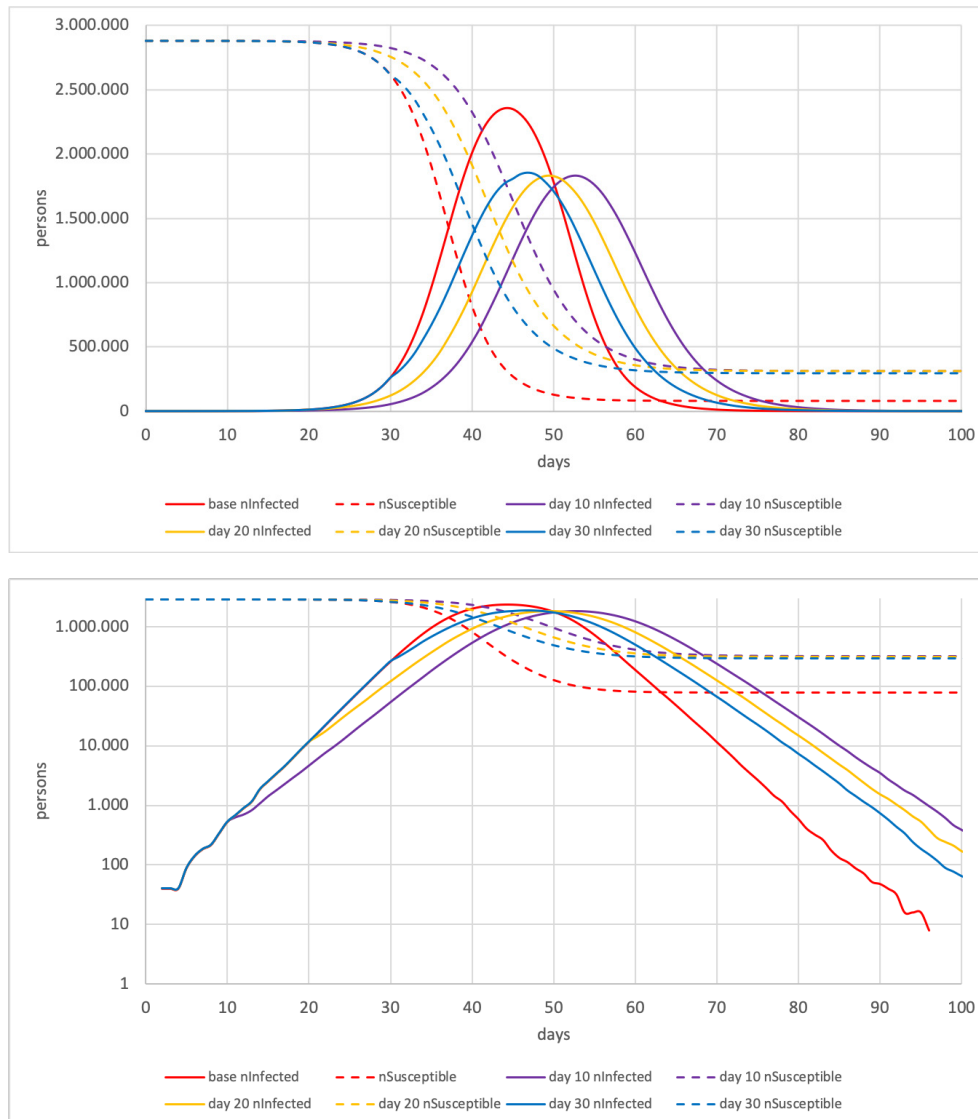 3.000.000
2.500.000
2.000.000
1.500.000
1.000.000
500.000
0
persons
0 10 20 30 40 50 60 70 80 90 100
days
base nInfected nSusceptible day 10 nInfected day 10 nSusceptible
day 20 nInfected day 20 nSusceptible day 30 nInfected day 30 nSusceptible
1.000.000
100.000
10.000
1.000
100
10
1
persons
0 10 20 30 40 50 60 70 80 90 100
days
base nInfected nSusceptible day 10 nInfected day 10 nSusceptible
day 20 nInfected day 20 nSusceptible day 30 nInfected day 30 nSusceptible